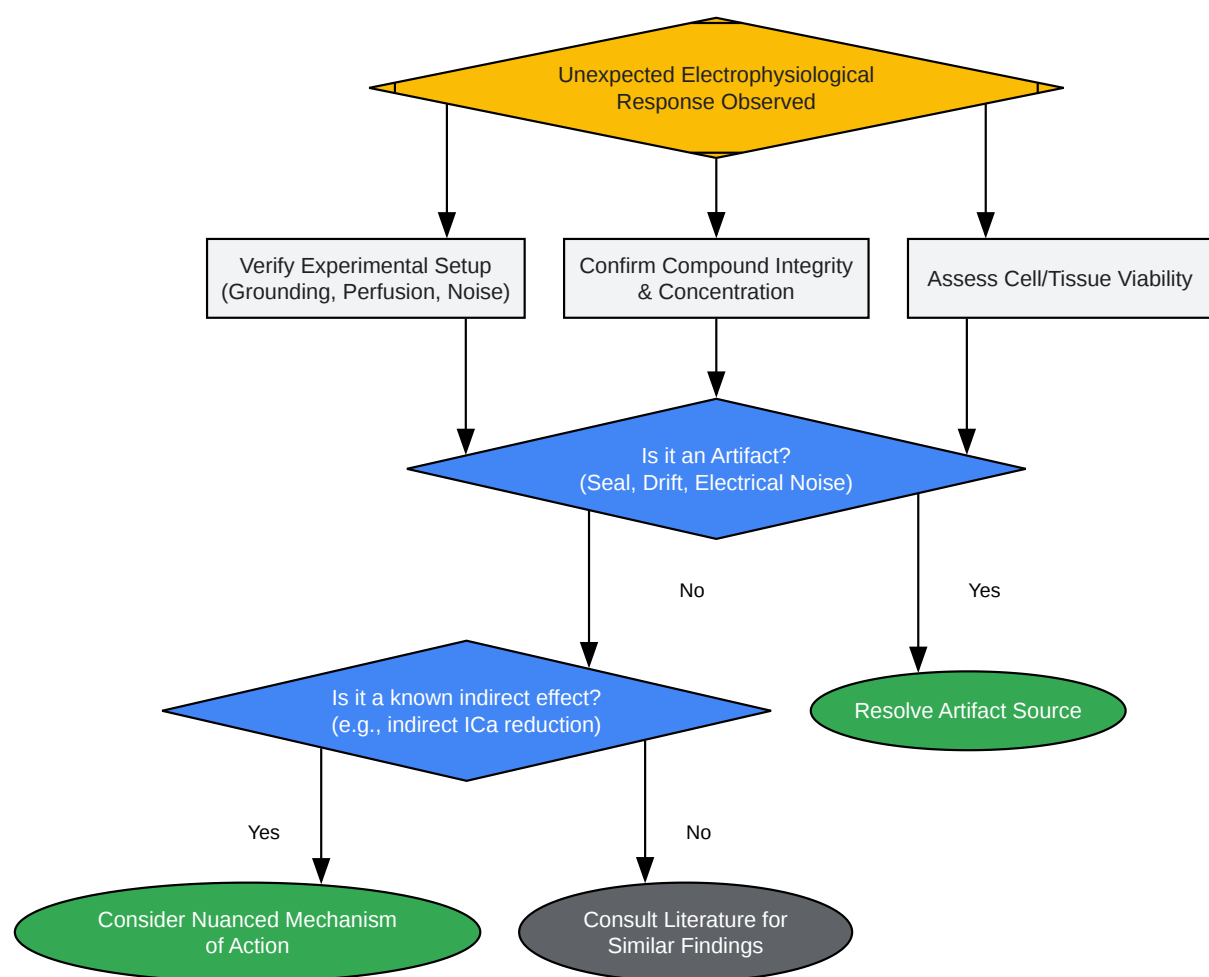 Unexpected Electrophysiological
Response Observed
Verify Experimental Setup
(Grounding, Perfusion, Noise)
Confirm Compound Integrity
& Concentration
Assess Cell/Tissue Viability
Is it an Artifact?
(Seal, Drift, Electrical Noise)
No
Yes
Is it a known indirect effect?
(e.g., indirect ICa reduction)
Resolve Artifact Source
Yes
No
Consider Nuanced Mechanism
of Action
Consult Literature for
Similar Findings